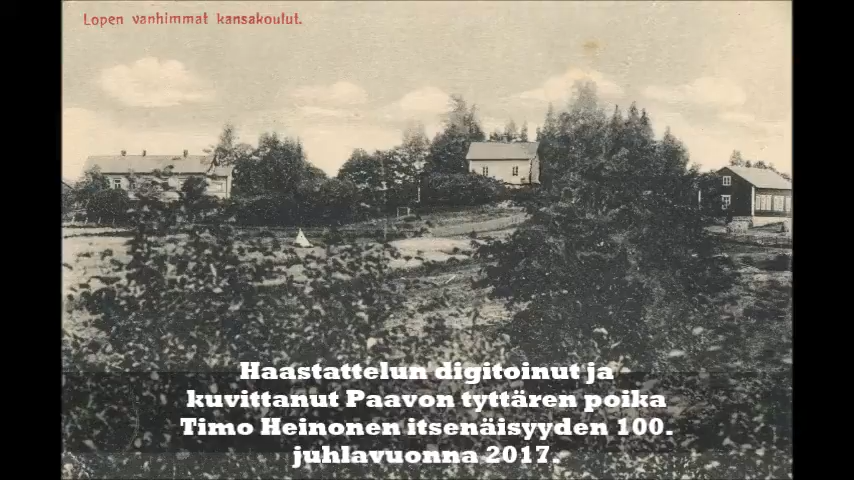 Lopen vanhimmat kansakoulut.
Haastattelun digitoinut ja
kuvittanut Paavon tyttären poika
Timo Heinonen itsenäisyyden 100.
juhlavuonna 2017.